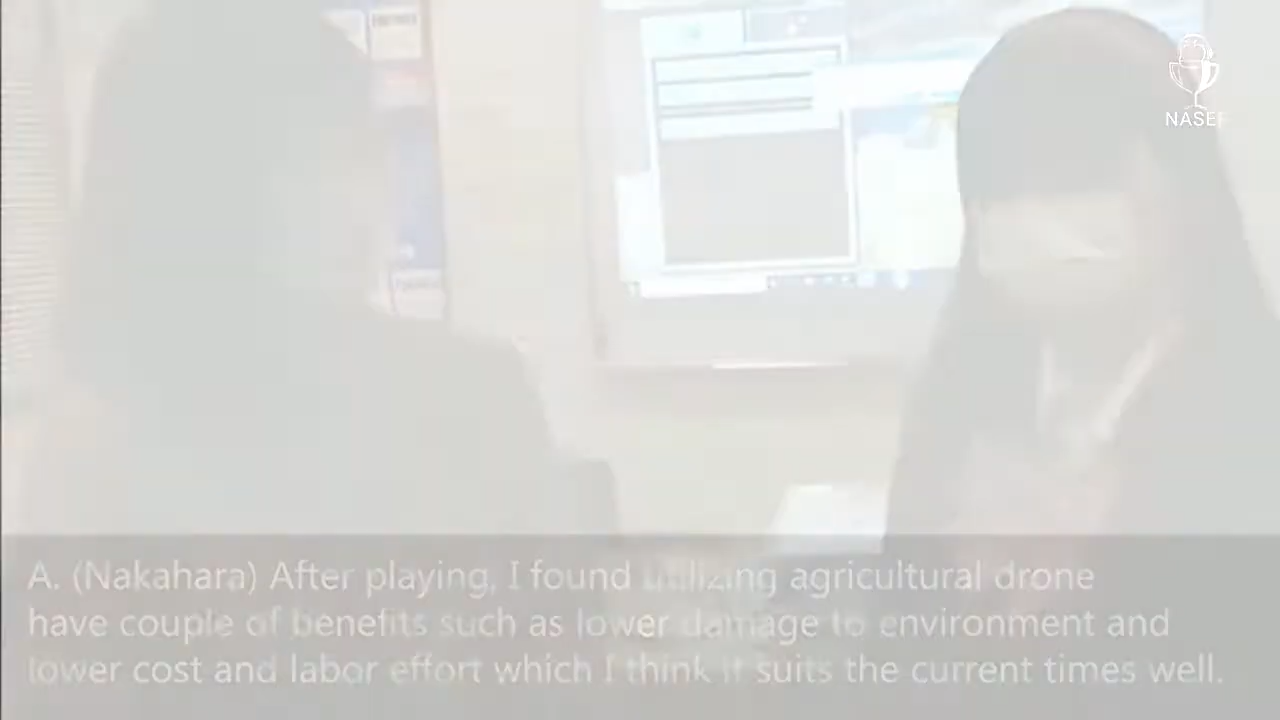 NASEF
A. (Nakahara) After playing, I found utilizing agricultural drone
have couple of benefits such as lower damage to environment and
lower cost and labor effort which I think it suits the current times well.